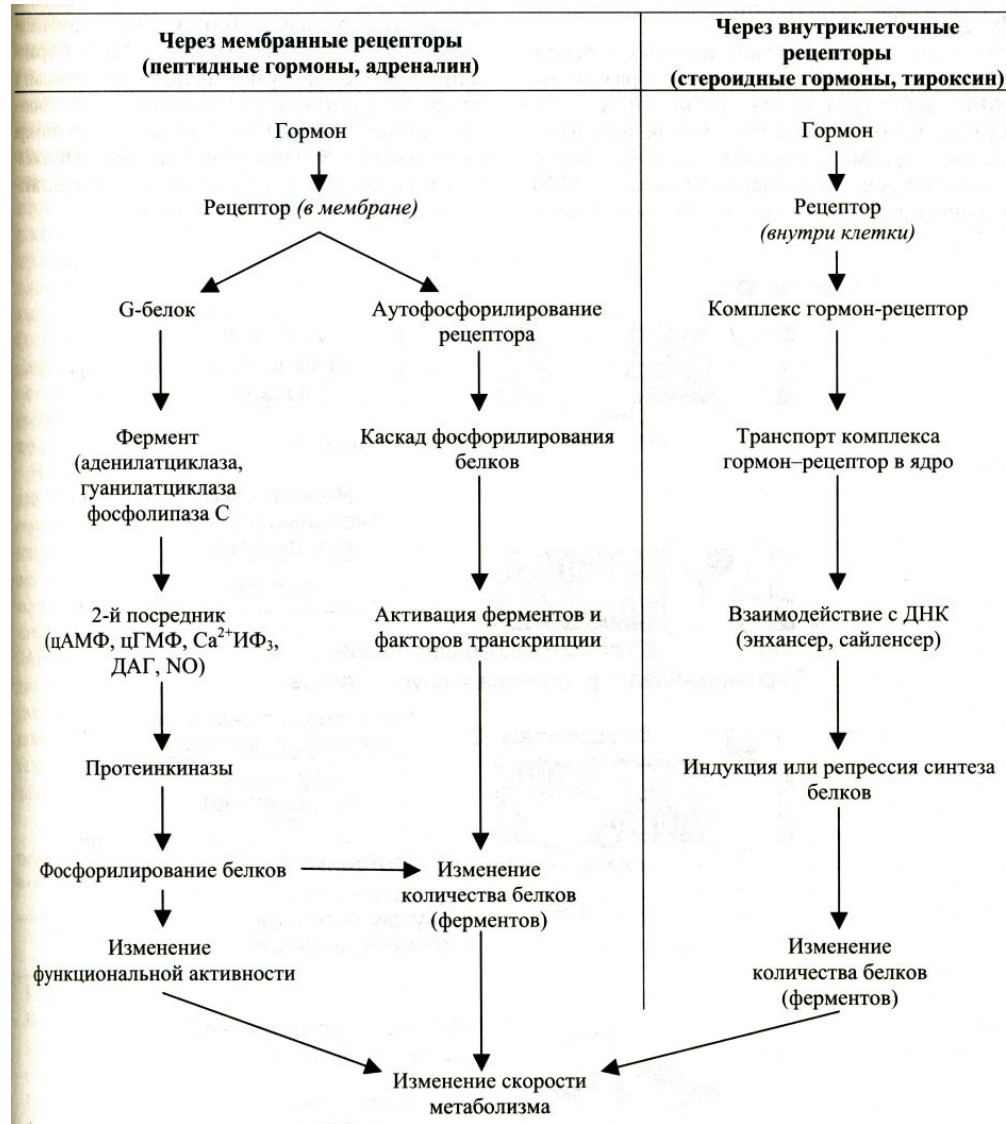 Через мембранные рецепторы
(пептидные гормоны, адреналин)
Через внутриклеточные
рецепторы
(стероидные гормоны, тироксин)
Гормон
Рецептор (в мембране)
G-белок
Аутофосфорилирование
рецептора
Фермент
(аденилатциклаза,
гуанилатциклаза
фосфолипаза С
Каскад фосфорилирования
белков
2-й посредник
(цАМФ, цГМФ, Ca²⁺ИФ₃,
ДАГ, NO)
Активация ферментов и
факторов транскрипции
Протеинкиназы
Фосфорилирование белков
Изменение
количества белков
(ферментов)
Изменение
функциональной активности
Гормон
Рецептор
(внутри клетки)
Комплекс гормон-рецептор
Транспорт комплекса
гормон–рецептор в ядро
Взаимодействие с ДНК
(энхансер, сайленсер)
Индукция или репрессия синтеза
белков
Изменение
количества белков
(ферментов)
Изменение скорости
метаболизма